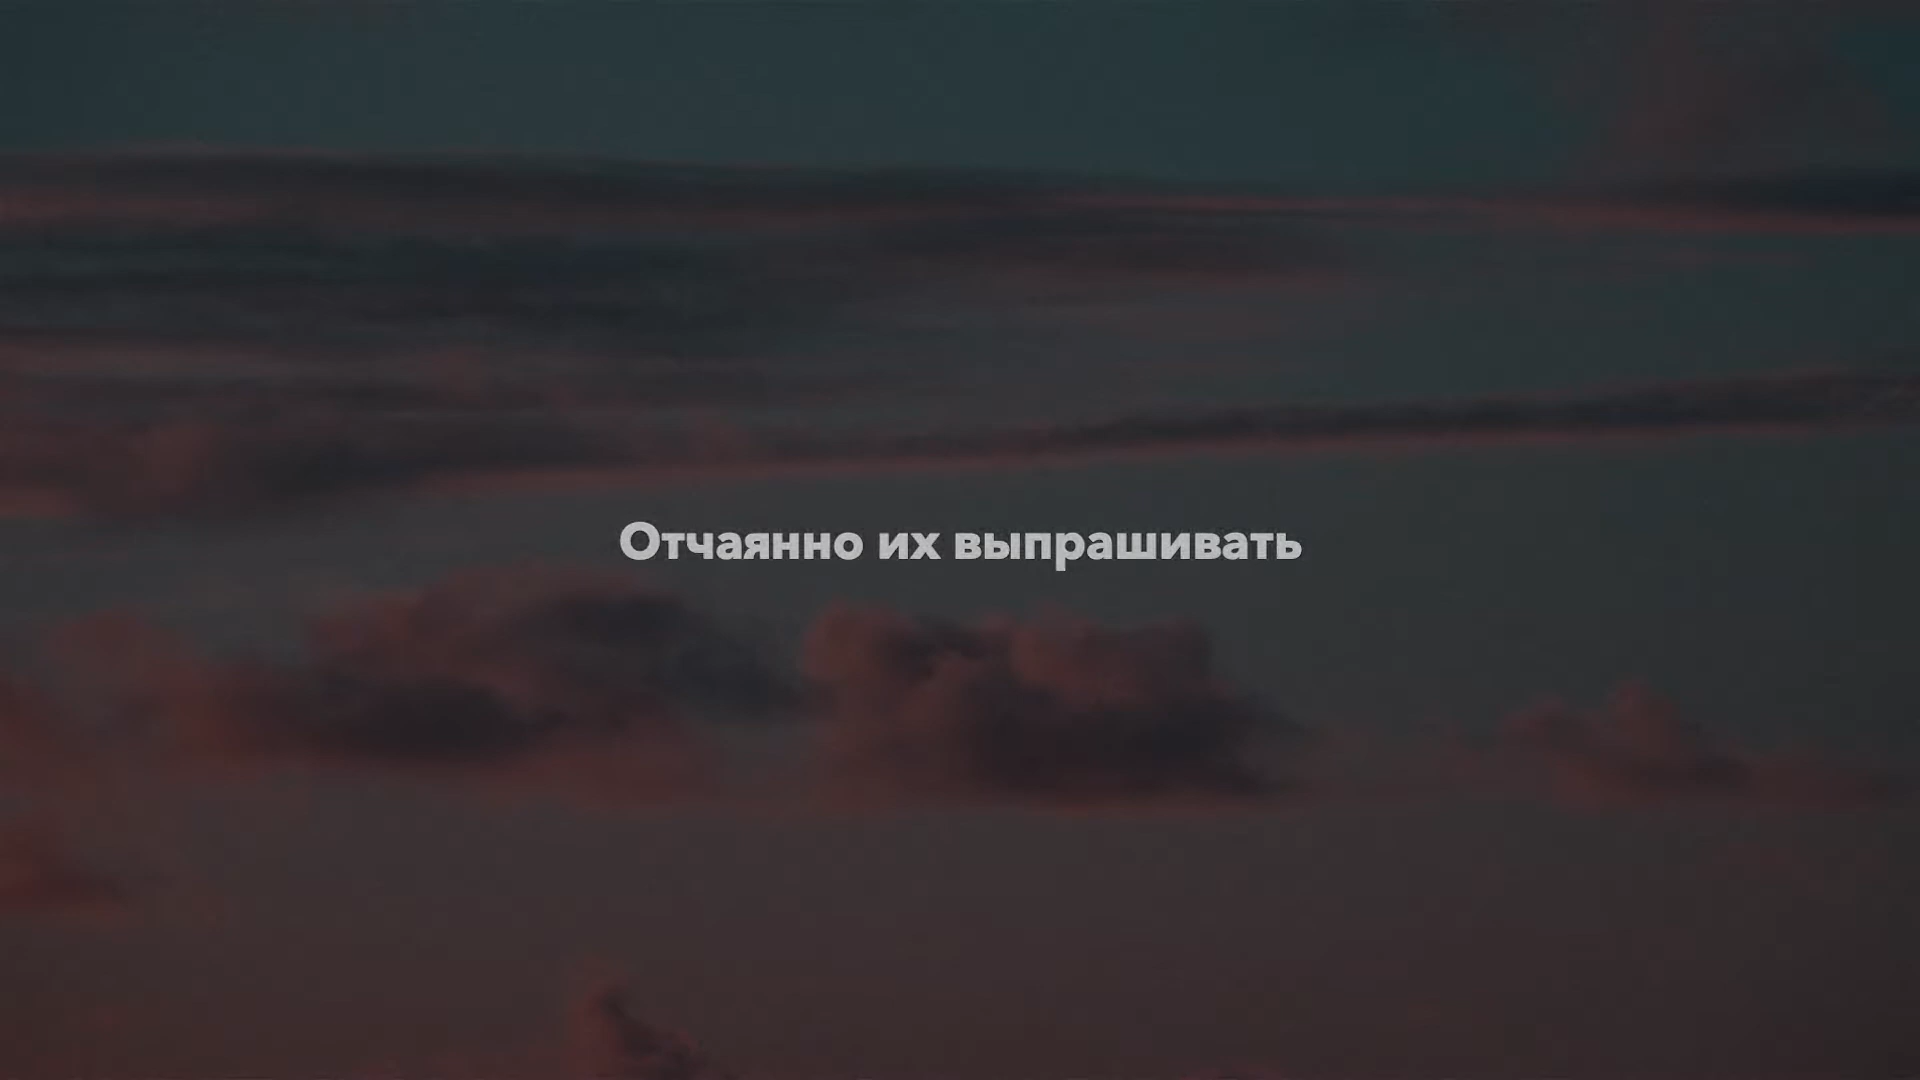 Отчаянно их выпрашивать